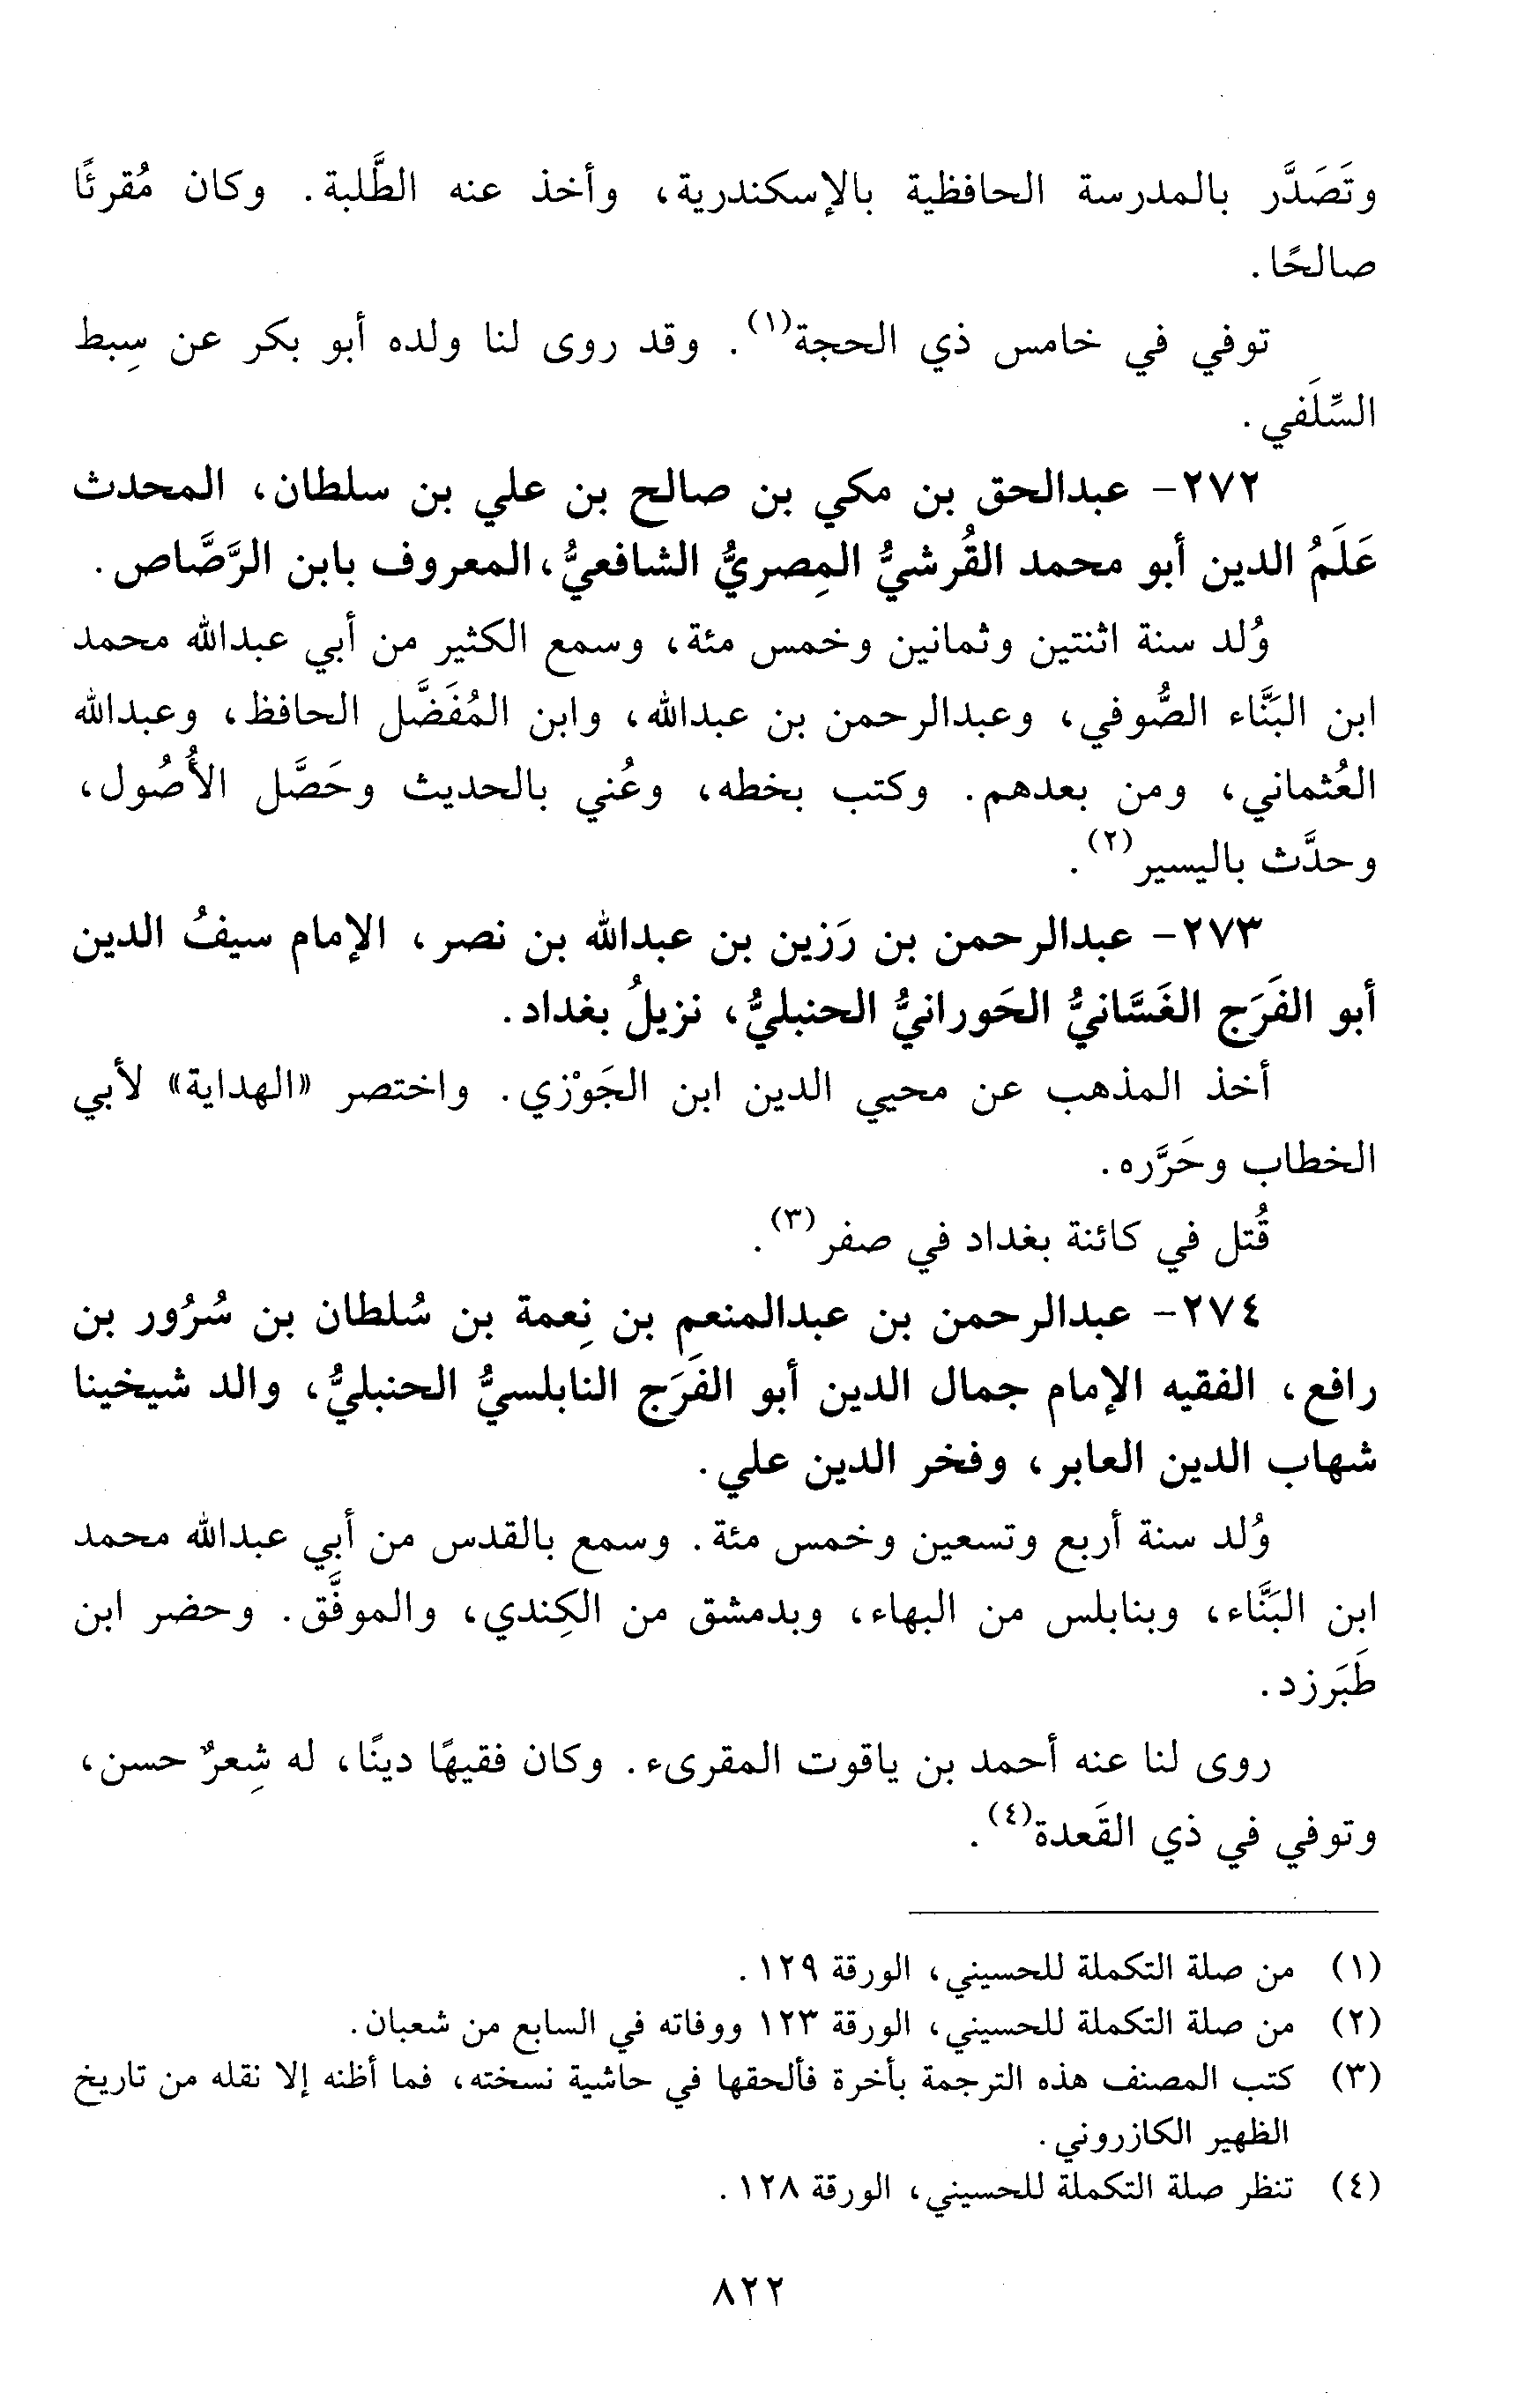 وتَصَدَّر بالمدرسة الحافظية بالإسكندرية، وأخذ عنه الطَّلبة. وكان مُقرئًا
صالحًا.
توفي في خامس ذي الحجة(١). وقد روى لنا ولده أبو بكر عن سِبط
السِّلَفي.
٢٧٢- عبدالحق بن مكي بن صالح بن علي بن سلطان، المحدث
عَلَمُ الدين أبو محمد القُرشيُّ المِصريُّ الشافعيُّ، المعروف بابن الرَّصَّاص.
وُلد سنة اثنتين وثمانين وخمس مئة، وسمع الكثير من أبي عبدالله محمد
ابن البَنَّاء الصُّوفي، وعبدالرحمن بن عبدالله، وابن المُفَضَّل الحافظ، وعبدالله
العُثماني، ومن بعدهم. وكتب بخطه، وعُني بالحديث وحَصَّل الأُصُول،
وحدَّث باليسير(٢).
٢٧٣- عبدالرحمن بن رَزين بن عبدالله بن نصر، الإمام سيفُ الدين
أبو الفَرَج الغَسَّانيُّ الحَورانيُّ الحنبليُّ، نزيلُ بغداد.
أخذ المذهب عن محيي الدين ابن الجَوْزي. واختصر «الهداية» لأبي
الخطاب وحَرَّره.
قُتل في كائنة بغداد في صفر(٣).
٢٧٤- عبدالرحمن بن عبدالمنعم بن نِعمة بن سُلطان بن سُرُور بن
رافع، الفقيه الإمام جمال الدين أبو الفَرَج النابلسيُّ الحنبليُّ، والد شيخينا
شهاب الدين العابر، وفخر الدين علي.
وُلد سنة أربع وتسعين وخمس مئة. وسمع بالقدس من أبي عبدالله محمد
ابن البَنَّاء، وبنابلس من البهاء، وبدمشق من الكِندي، والموفَّق. وحضر ابن
طَبَرزد.
روى لنا عنه أحمد بن ياقوت المقرىء. وكان فقيهًا دينًا، له شِعرٌ حسن،
وتوفي في ذي القَعدة(٤).
(١) من صلة التكملة للحسيني، الورقة ١٢٩.
(٢) من صلة التكملة للحسيني، الورقة ١٢٣ ووفاته في السابع من شعبان.
(٣) كتب المصنف هذه الترجمة بأخرة فألحقها في حاشية نسخته، فما أظنه إلا نقله من تاريخ
الظهير الكازروني.
(٤) تنظر صلة التكملة للحسيني، الورقة ١٢٨.
٨٢٢